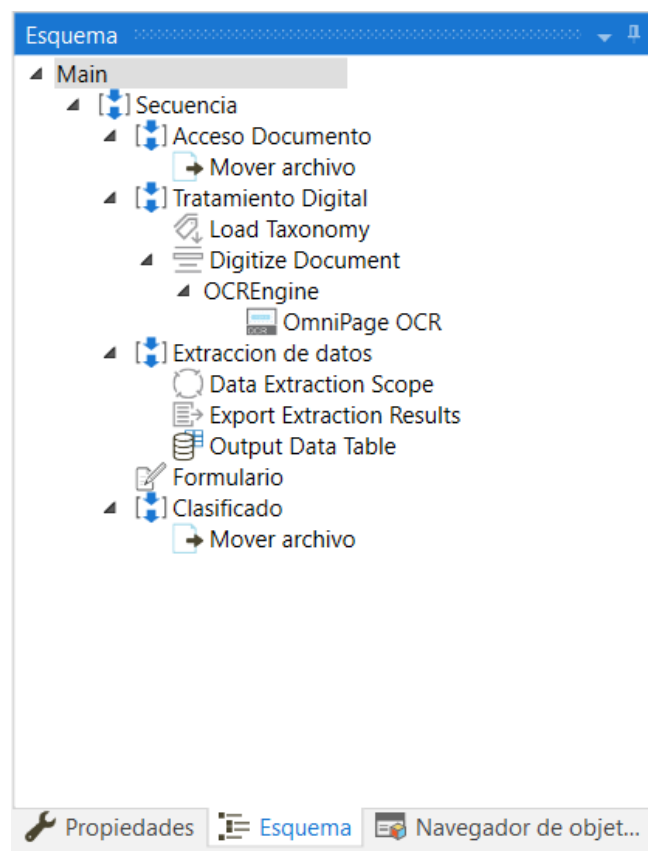 Esquema
Main
Secuencia
Acceso Documento
Mover archivo
Tratamiento Digital
Load Taxonomy
Digitize Document
OCREngine
OCR OmniPage OCR
Extraccion de datos
Data Extraction Scope
Export Extraction Results
Output Data Table
Formulario
Clasificado
Mover archivo
Propiedades Esquema Navegador de objet...